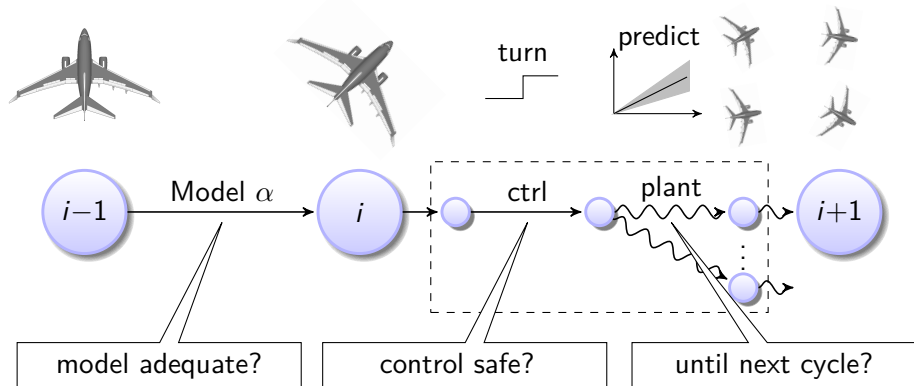 turn
predict
i−1
Model α
i
ctrl
plant
i+1
⋮
model adequate?
control safe?
until next cycle?